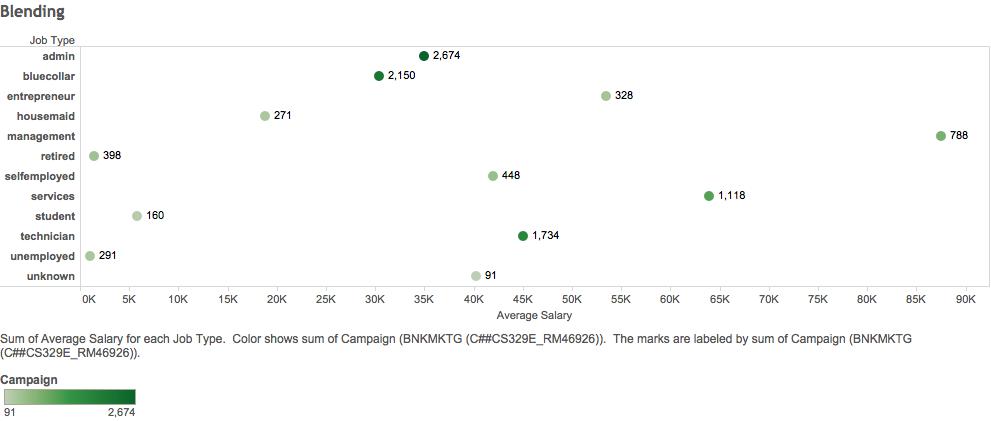 Blending
Job Type
admin 2,674
bluecollar 2,150
entrepreneur 328
housemaid 271
management 788
retired 398
selfemployed 448
services 1,118
student 160
technician 1,734
unemployed 291
unknown 91
0K 5K 10K 15K 20K 25K 30K 35K 40K 45K 50K 55K 60K 65K 70K 75K 80K 85K 90K
Average Salary
Sum of Average Salary for each Job Type. Color shows sum of Campaign (BNKMKTG (C##CS329E_RM46926)). The marks are labeled by sum of Campaign (BNKMKTG
(C##CS329E_RM46926)).
Campaign
91 2,674